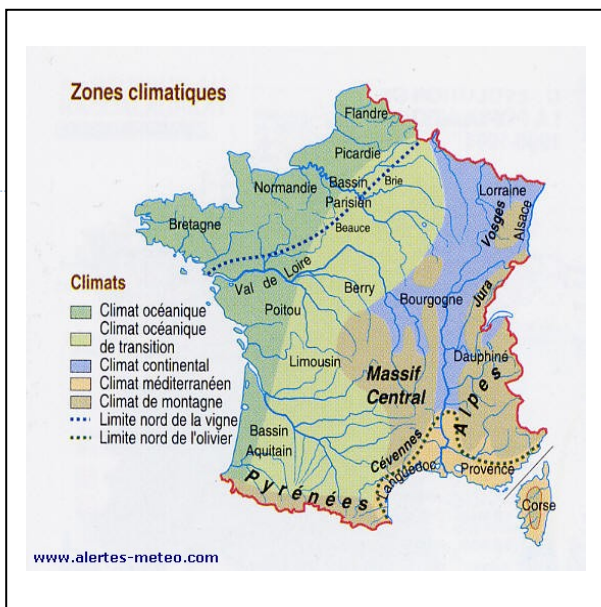 Zones climatiques
Flandre
Picardie
Normandie
Bassin
Parisien
Brie
Beauce
Lorraine
Vosges
Alsace
Bretagne
Val de Loire
Berry
Bourgogne
Jura
Poitou
Limousin
Massif
Central
Dauphiné
Alpes
Bassin
Aquitain
Cévennes
Languedoc
Provence
Pyrénées
Corse
Climats
Climat océanique
Climat océanique
de transition
Climat continental
Climat méditerranéen
Climat de montagne
Limite nord de la vigne
Limite nord de l'olivier
www.alertes-meteo.com